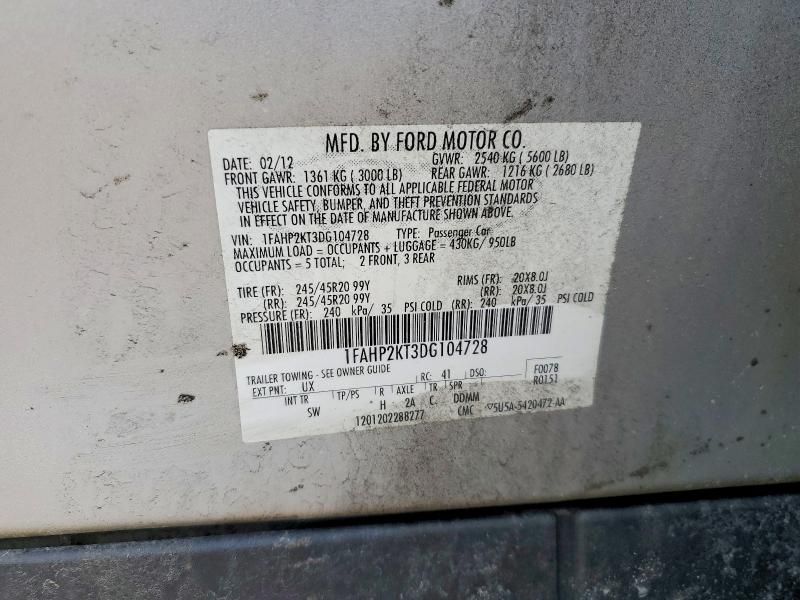 MFD. BY FORD MOTOR CO.
DATE: 02/12 GVWR: 2540 KG ( 5600 LB)
FRONT GAWR: 1361 KG ( 3000 LB) REAR GAWR: 1216 KG ( 2680 LB)
THIS VEHICLE CONFORMS TO ALL APPLICABLE FEDERAL MOTOR
VEHICLE SAFETY, BUMPER, AND THEFT PREVENTION STANDARDS
IN EFFECT ON THE DATE OF MANUFACTURE SHOWN ABOVE.
VIN: 1FAHP2KT3DG104728 TYPE: Passenger Car
MAXIMUM LOAD = OCCUPANTS + LUGGAGE = 430KG/ 950LB
OCCUPANTS = 5 TOTAL; 2 FRONT, 3 REAR
TIRE (FR): 245/45R20 99Y RIMS (FR): 20X8.0J
(RR): 245/45R20 99Y (RR): 20X8.0J
PRESSURE (FR): 240 kPa/ 35 PSI COLD (RR): 240 kPa/ 35 PSI COLD
1FAHP2KT3DG104728
TRAILER TOWING - SEE OWNER GUIDE RC: 41 DSO: F0078
EXT PNT: UX R0151
INT TR TP/PS R AXLE TR SPR
SW H 2A C. DDMM
1201202288277 CMC 5U5A-5420472-AA